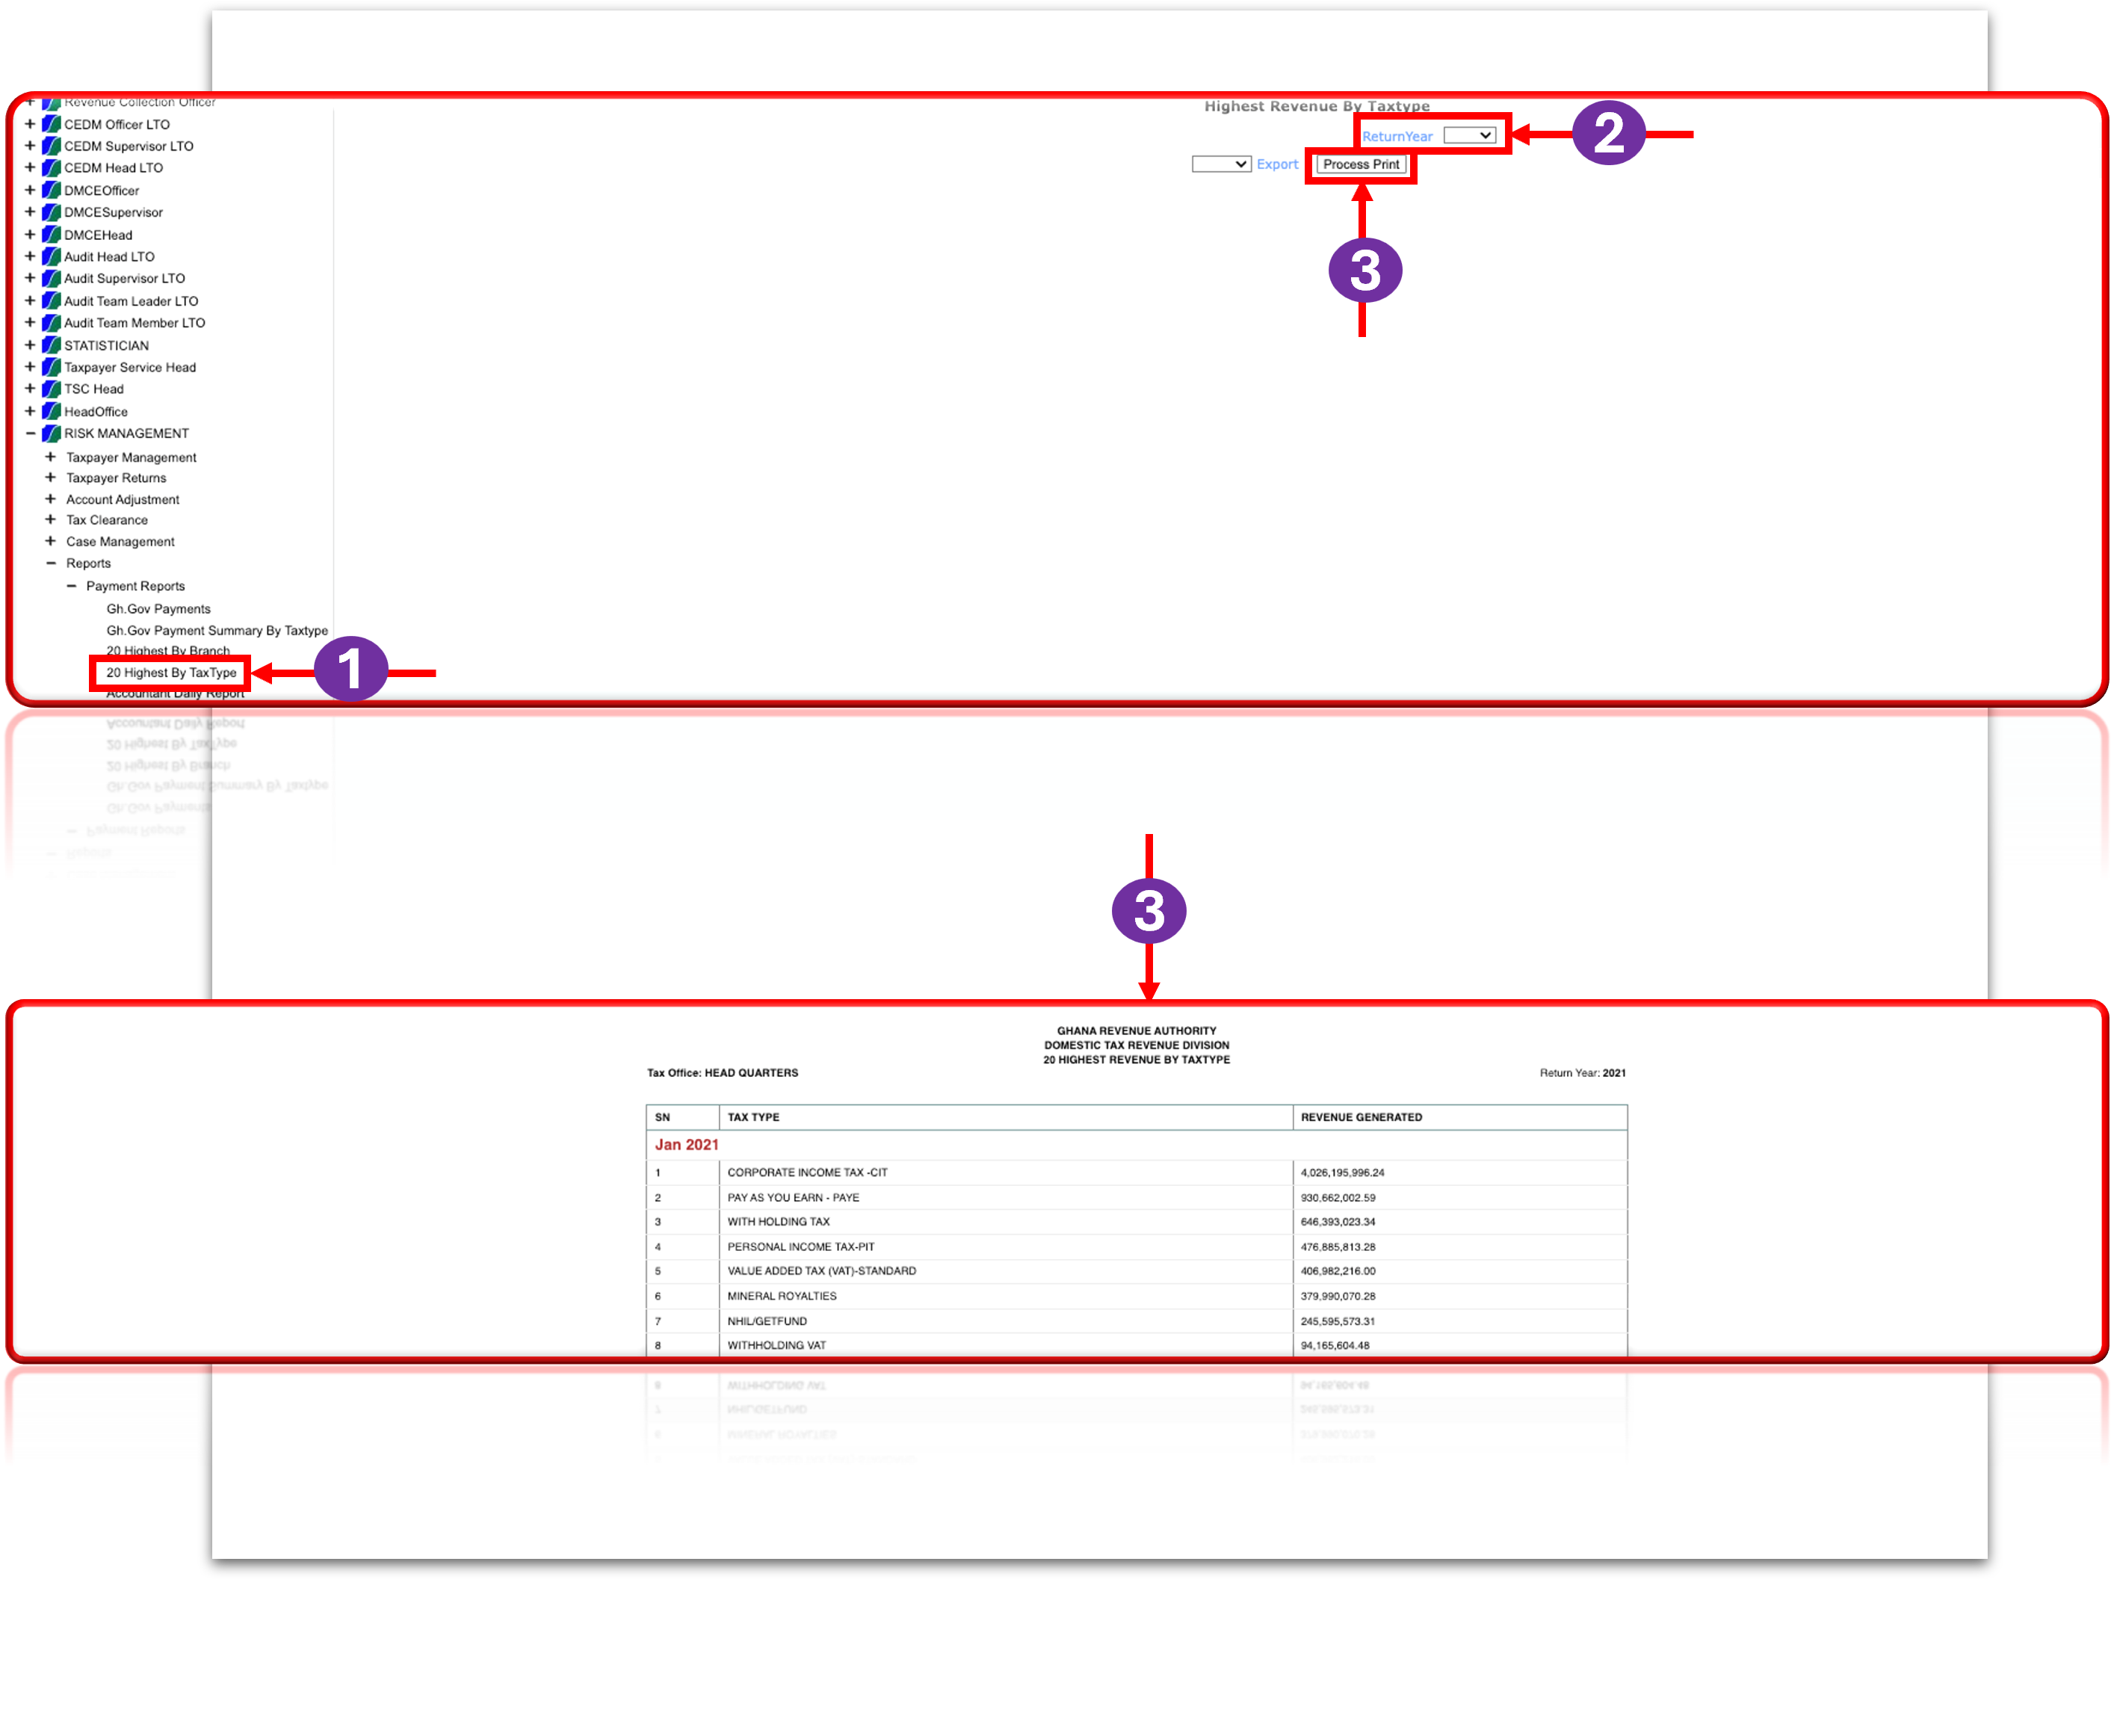 Revenue Collection Officer
CEDM Officer LTO
CEDM Supervisor LTO
CEDM Head LTO
DMCEOfficer
DMCESupervisor
DMCEHead
Audit Head LTO
Audit Supervisor LTO
Audit Team Leader LTO
Audit Team Member LTO
STATISTICIAN
Taxpayer Service Head
TSC Head
HeadOffice
RISK MANAGEMENT
Taxpayer Management
Taxpayer Returns
Account Adjustment
Tax Clearance
Case Management
Reports
Payment Reports
Gh.Gov Payments
Gh.Gov Payment Summary By Taxtype
20 Highest By Branch
20 Highest By TaxType
Accountant Daily Report
1
Highest Revenue By Taxtype
ReturnYear
2
Export Process Print
3
3
GHANA REVENUE AUTHORITY
DOMESTIC TAX REVENUE DIVISION
20 HIGHEST REVENUE BY TAXTYPE
Tax Office: HEAD QUARTERS Return Year: 2021
SN TAX TYPE REVENUE GENERATED
Jan 2021
1 CORPORATE INCOME TAX -CIT 4,026,195,996.24
2 PAY AS YOU EARN - PAYE 930,662,002.59
3 WITH HOLDING TAX 646,393,023.34
4 PERSONAL INCOME TAX-PIT 476,885,813.28
5 VALUE ADDED TAX (VAT)-STANDARD 406,982,216.00
6 MINERAL ROYALTIES 379,990,070.28
7 NHIL/GETFUND 245,595,573.31
8 WITHHOLDING VAT 94,165,604.48